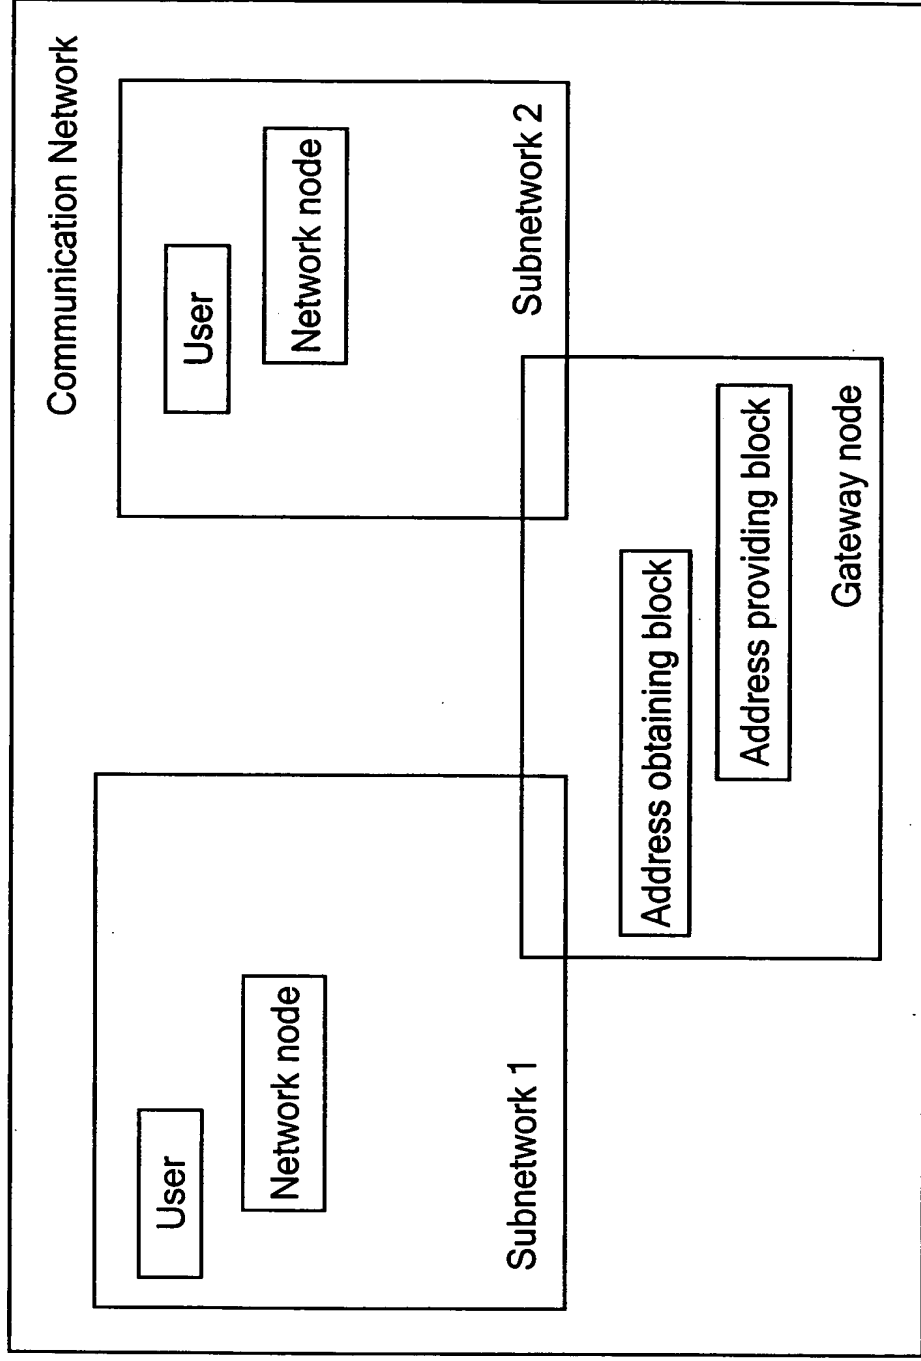 Communication Network
User
Network node
Subnetwork 1
User
Network node
Subnetwork 2
Address obtaining block
Address providing block
Gateway node